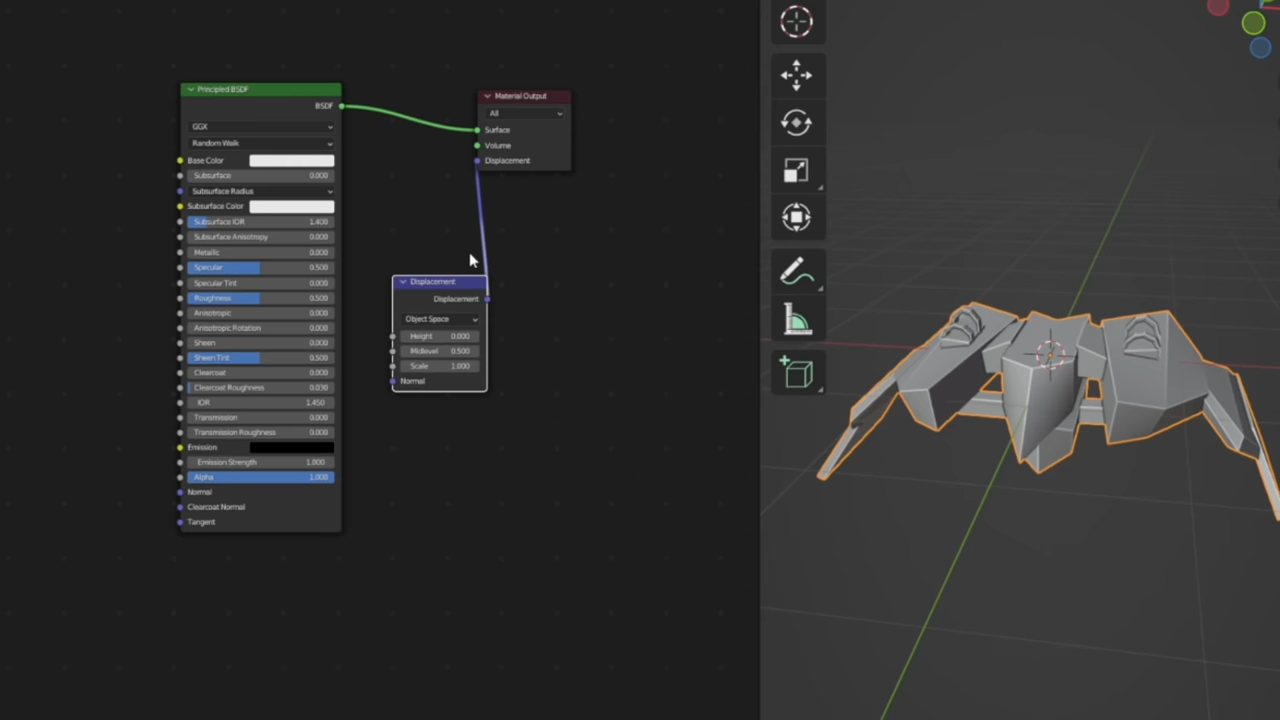 Principled BSDF
BSDF
GGX
Random Walk
Base Color
Subsurface 0.000
Subsurface Radius
Subsurface Color
Subsurface IOR 1.400
Subsurface Anisotropy 0.000
Metallic 0.000
Specular 0.500
Specular Tint 0.000
Roughness 0.500
Anisotropic 0.000
Anisotropic Rotation 0.000
Sheen 0.000
Sheen Tint 0.500
Clearcoat 0.000
Clearcoat Roughness 0.030
IOR 1.450
Transmission 0.000
Transmission Roughness 0.000
Emission
Emission Strength 1.000
Alpha 1.000
Normal
Clearcoat Normal
Tangent
Material Output
All
Surface
Volume
Displacement
Displacement
Displacement
Object Space
Height 0.000
Midlevel 0.500
Scale 1.000
Normal